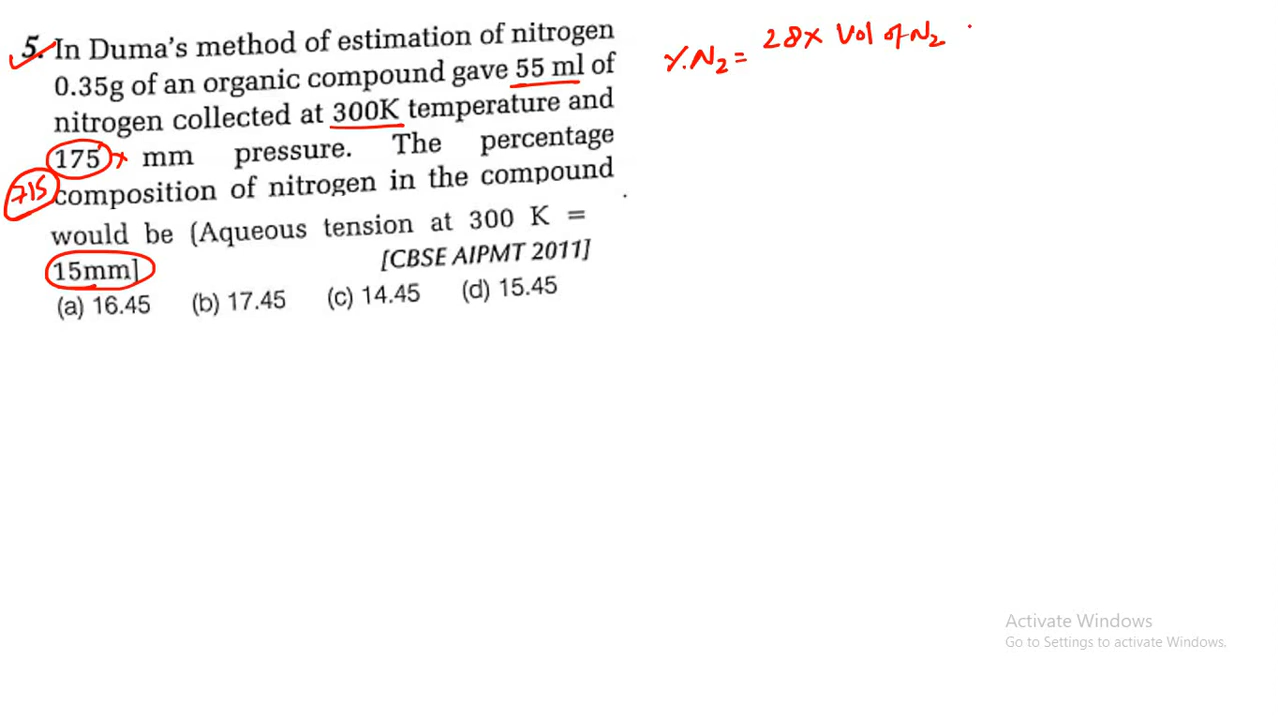 5. In Duma's method of estimation of nitrogen
0.35g of an organic compound gave 55 ml of
nitrogen collected at 300K temperature and
175 x mm pressure. The percentage
715
composition of nitrogen in the compound
would be (Aqueous tension at 300 K =
15mm]
[CBSE AIPMT 2011]
(a) 16.45 (b) 17.45 (c) 14.45 (d) 15.45
%N₂ = 28 x Vol of N₂
Activate Windows
Go to Settings to activate Windows.